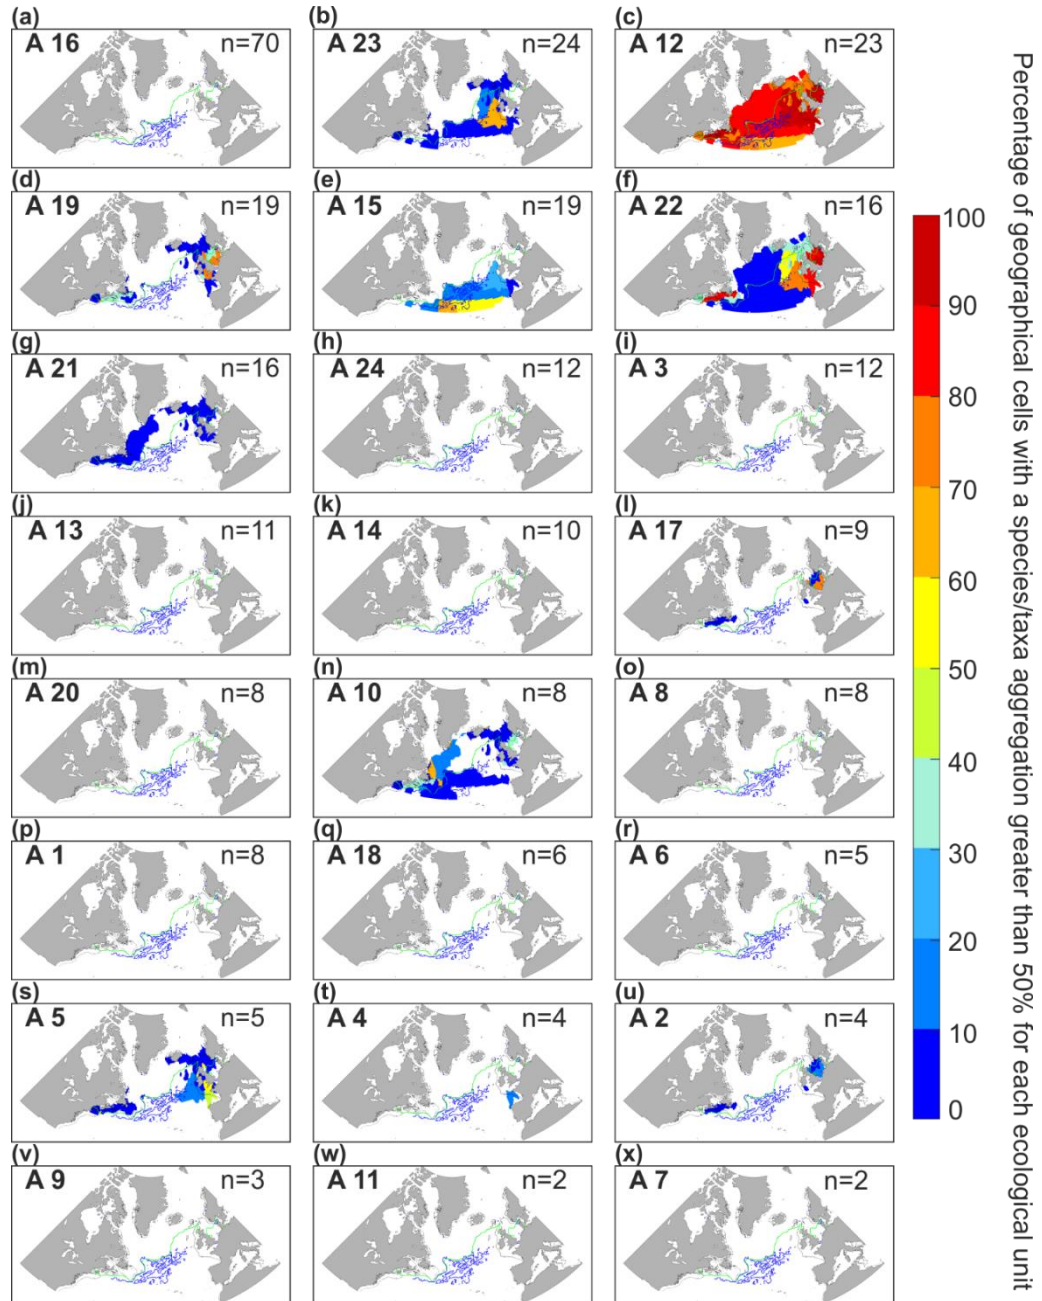 (a)
A 16
n=70
(b)
A 23
n=24
(c)
A 12
n=23
(d)
A 19
n=19
(e)
A 15
n=19
(f)
A 22
n=16
(g)
A 21
n=16
(h)
A 24
n=12
(i)
A 3
n=12
(j)
A 13
n=11
(k)
A 14
n=10
(l)
A 17
n=9
(m)
A 20
n=8
(n)
A 10
n=8
(o)
A 8
n=8
(p)
A 1
n=8
(q)
A 18
n=6
(r)
A 6
n=5
(s)
A 5
n=5
(t)
A 4
n=4
(u)
A 2
n=4
(v)
A 9
n=3
(w)
A 11
n=2
(x)
A 7
n=2
100
90
80
70
60
50
40
30
20
10
0
Percentage of geographical cells with a species/taxa aggregation greater than 50% for each ecological unit